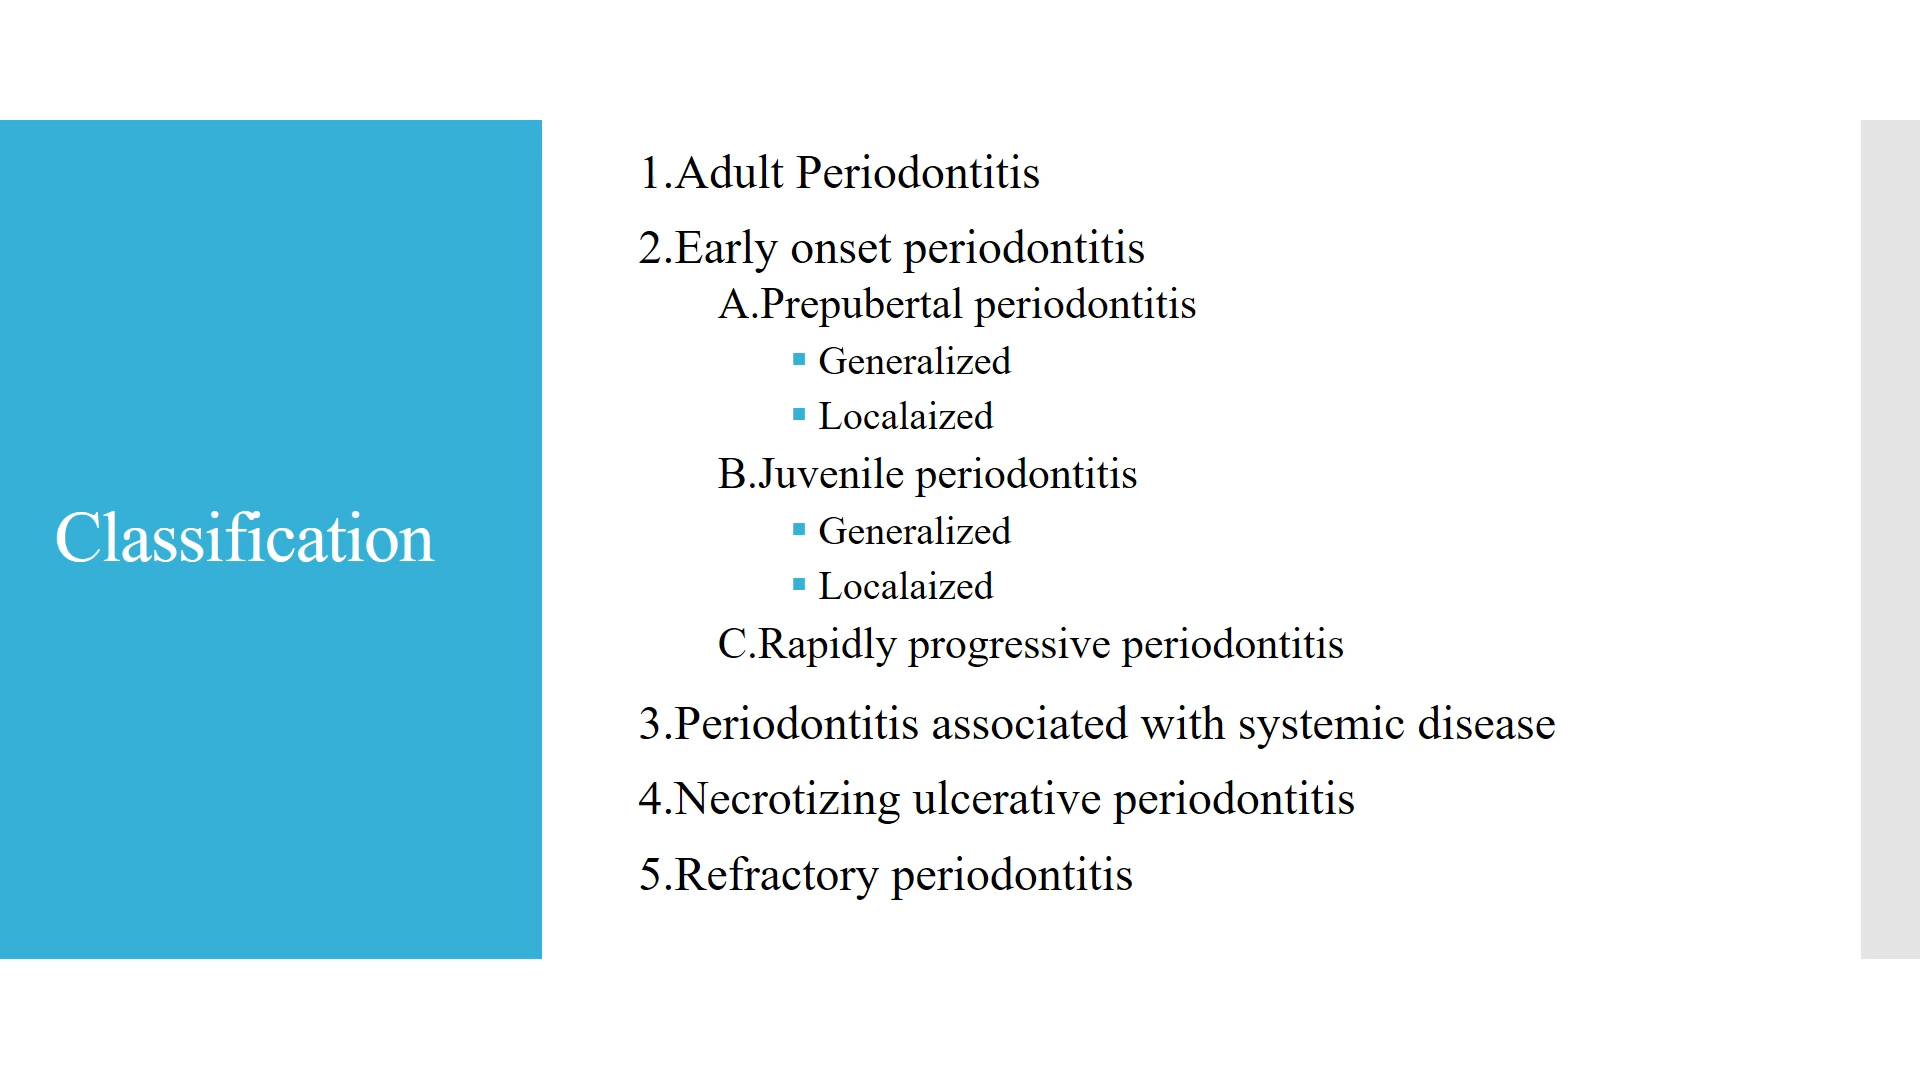 Classification
1.Adult Periodontitis
2.Early onset periodontitis
A.Prepubertal periodontitis
▪ Generalized
▪ Localaized
B.Juvenile periodontitis
▪ Generalized
▪ Localaized
C.Rapidly progressive periodontitis
3.Periodontitis associated with systemic disease
4.Necrotizing ulcerative periodontitis
5.Refractory periodontitis